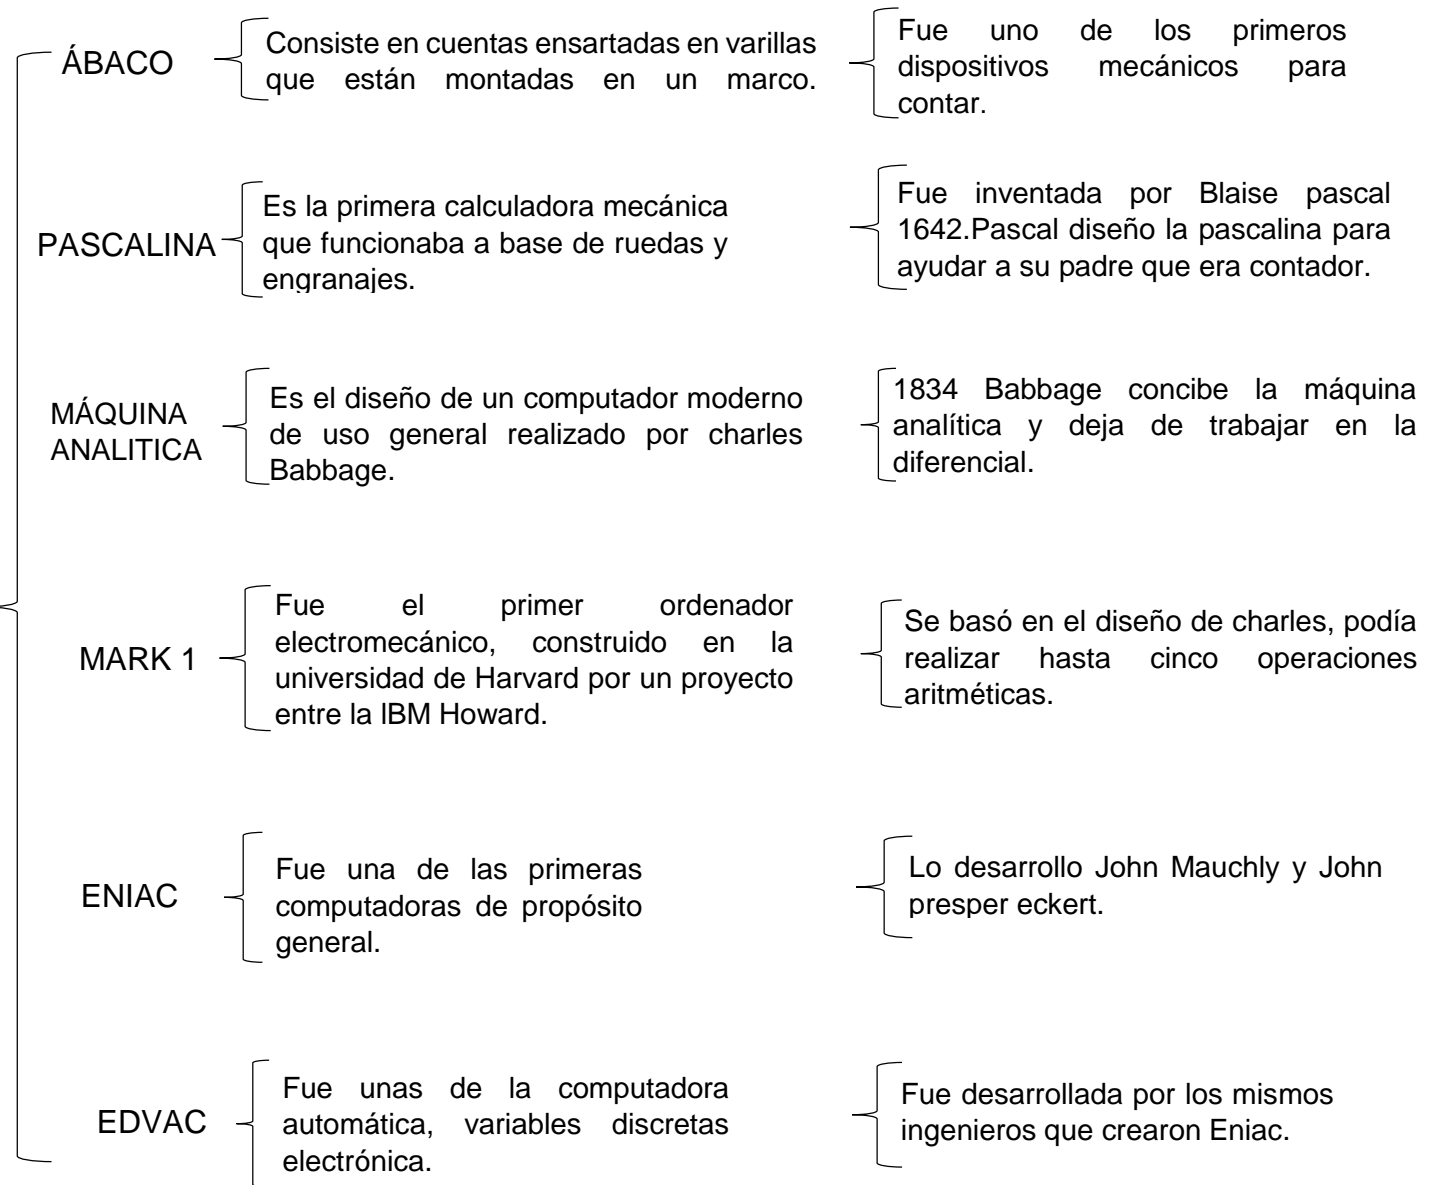 ÁBACO
Consiste en cuentas ensartadas en varillas
que están montadas en un marco.
Fue uno de los primeros
dispositivos mecánicos para
contar.
PASCALINA
Es la primera calculadora mecánica
que funcionaba a base de ruedas y
engranajes.
Fue inventada por Blaise pascal
1642.Pascal diseño la pascalina para
ayudar a su padre que era contador.
MÁQUINA
ANALITICA
Es el diseño de un computador moderno
de uso general realizado por charles
Babbage.
1834 Babbage concibe la máquina
analítica y deja de trabajar en la
diferencial.
MARK 1
Fue el primer ordenador
electromecánico, construido en la
universidad de Harvard por un proyecto
entre la IBM Howard.
Se basó en el diseño de charles, podía
realizar hasta cinco operaciones
aritméticas.
ENIAC
Fue una de las primeras
computadoras de propósito
general.
Lo desarrollo John Mauchly y John
presper eckert.
EDVAC
Fue unas de la computadora
automática, variables discretas
electrónica.
Fue desarrollada por los mismos
ingenieros que crearon Eniac.